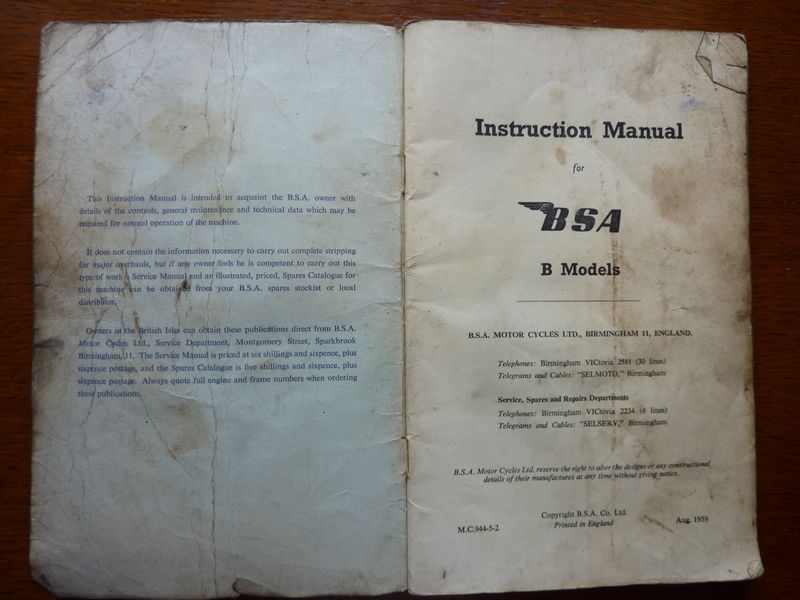 This Instruction Manual is intended to acquaint the B.S.A. owner with
details of the controls, general maintenance and technical data which may be
required for normal operation of the machine.
It does not contain the information necessary to carry out complete stripping
for major overhauls, but if any owner feels he is competent to carry out this
type of work a Service Manual and an illustrated, priced, Spares Catalogue for
this machine can be obtained from your B.S.A. spares stockist or local
distributor.
Owners in the British Isles can obtain these publications direct from B.S.A.
Motor Cycles Ltd., Service Department, Montgomery Street, Sparkbrook
Birmingham, 11. The Service Manual is priced at six shillings and sixpence, plus
sixpence postage, and the Spares Catalogue is five shillings and sixpence, plus
sixpence postage. Always quote full engine and frame numbers when ordering
these publications.
Instruction Manual
for
BSA
B Models
B.S.A. MOTOR CYCLES LTD., BIRMINGHAM 11, ENGLAND.
Telephones: Birmingham VICtoria 2381 (30 lines)
Telegrams and Cables: "SELMOTO," Birmingham
Service, Spares and Repairs Departments
Telephones: Birmingham VICtoria 2234 (6 lines)
Telegrams and Cables: "SELSERV," Birmingham
B.S.A. Motor Cycles Ltd. reserve the right to alter the designs or any constructional
details of their manufactures at any time without giving notice.
Copyright B.S.A. Co. Ltd.
M.C.944-5-2 Printed in England Aug. 1959